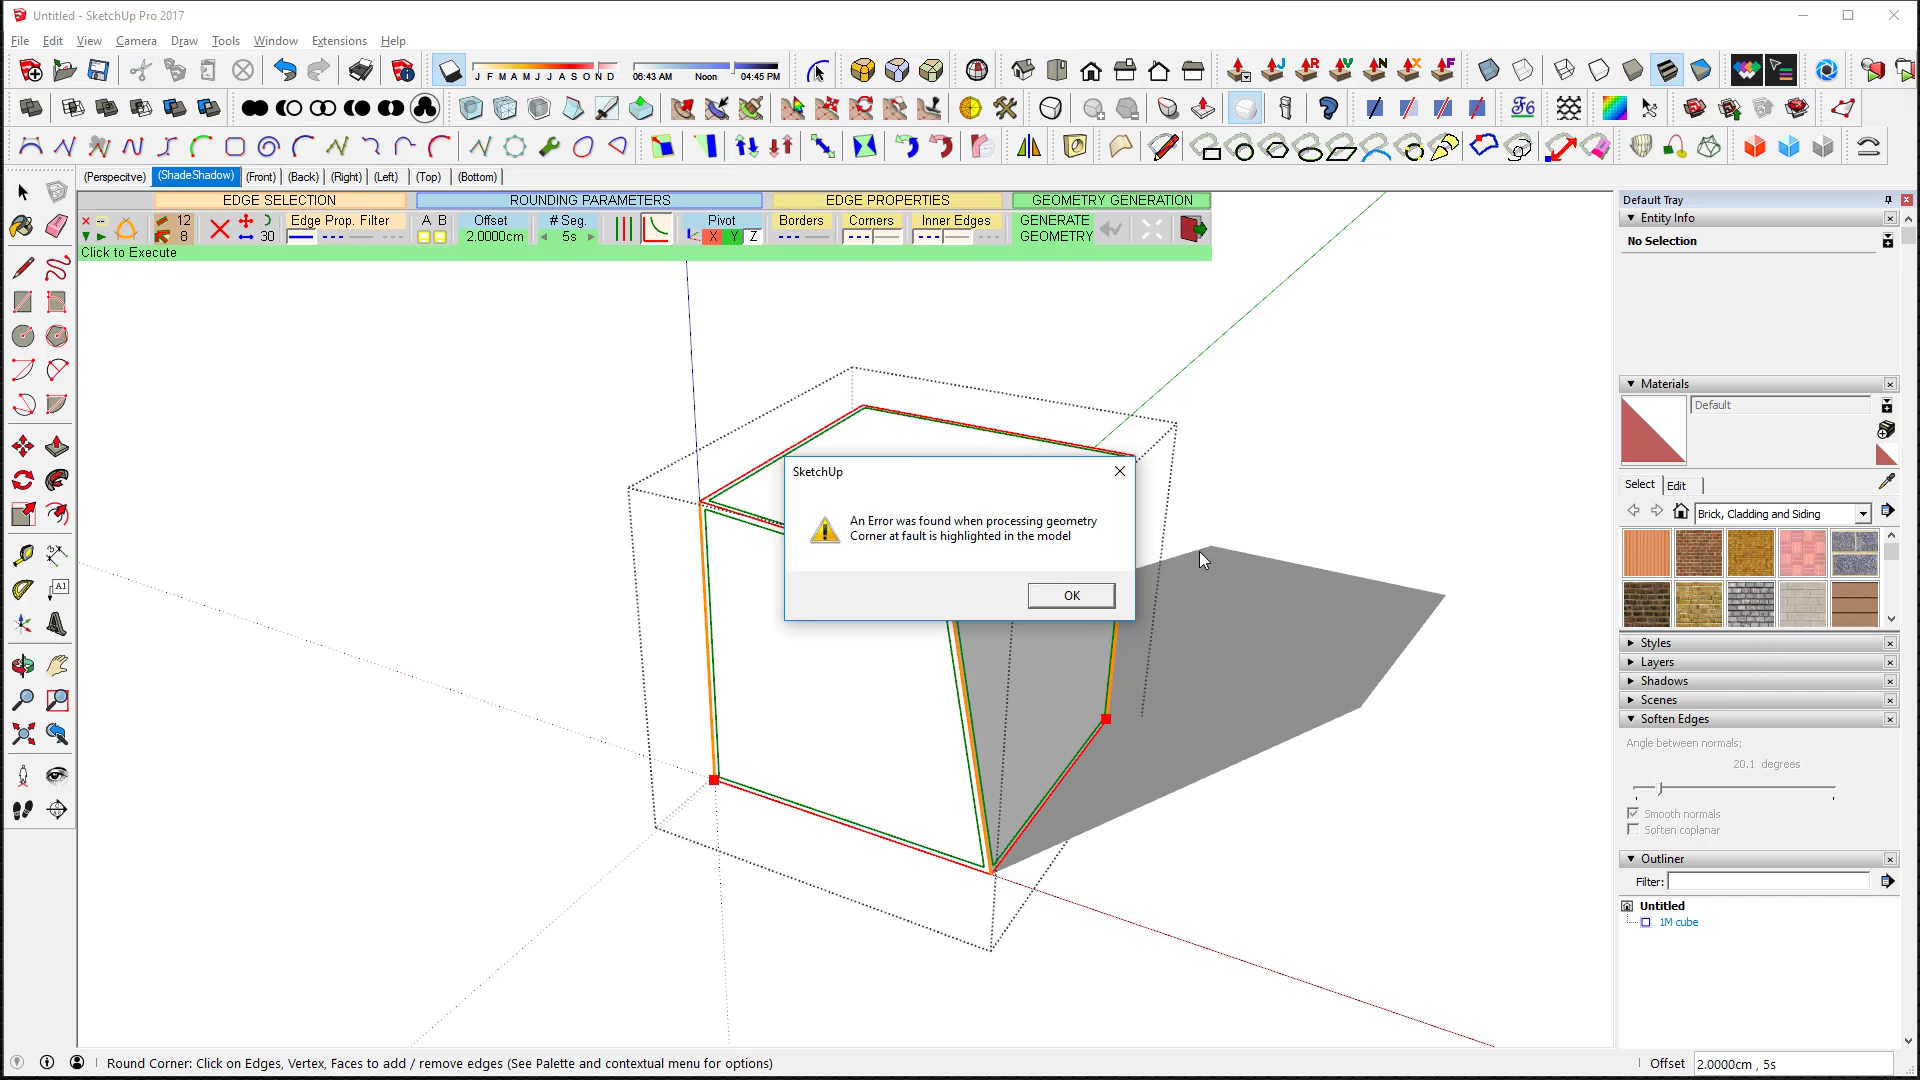 Untitled - SketchUp Pro 2017
File Edit View Camera Draw Tools Window Extensions Help
J F M A M J J A S O N D 06:43 AM Noon 04:45 PM
J R V N X F
F6
(Perspective) (ShadeShadow) (Front) (Back) (Right) (Left) (Top) (Bottom)
EDGE SELECTION ROUNDING PARAMETERS EDGE PROPERTIES GEOMETRY GENERATION
12 Edge Prop. Filter A B Offset # Seg. Pivot Borders Corners Inner Edges GENERATE
8 30 2.0000cm 5s X Y Z GEOMETRY
Click to Execute
SketchUp
An Error was found when processing geometry
Corner at fault is highlighted in the model
OK
A1
Default Tray
Entity Info
No Selection
Materials
Default
Select Edit
Brick, Cladding and Siding
Styles
Layers
Shadows
Scenes
Soften Edges
Angle between normals:
20.1 degrees
Smooth normals
Soften coplanar
Outliner
Filter:
Untitled
1M cube
Round Corner: Click on Edges, Vertex, Faces to add / remove edges (See Palette and contextual menu for options) Offset 2.0000cm , 5s